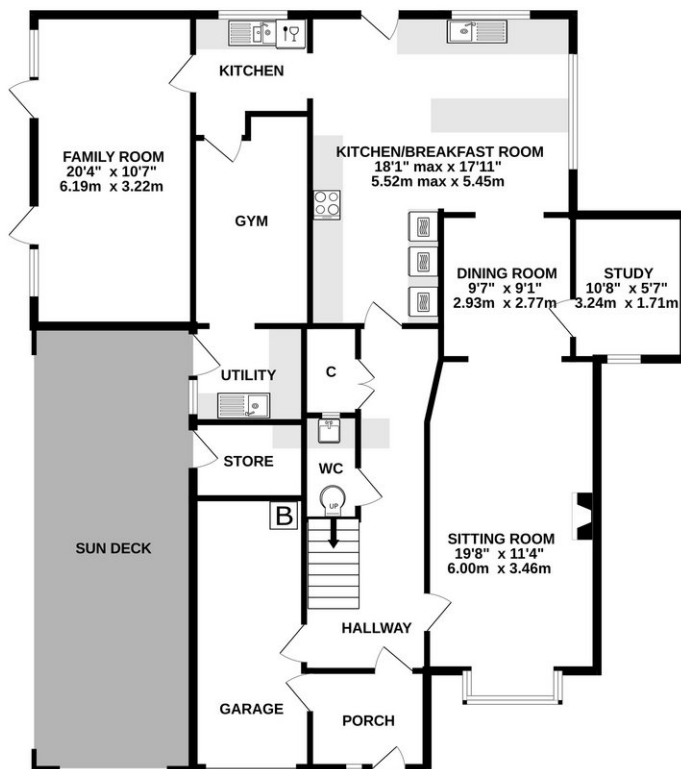 KITCHEN
FAMILY ROOM
20'4" x 10'7"
6.19m x 3.22m
KITCHEN/BREAKFAST ROOM
18'1" max x 17'11"
5.52m max x 5.45m
GYM
DINING ROOM
9'7" x 9'1"
2.93m x 2.77m
STUDY
10'8" x 5'7"
3.24m x 1.71m
UTILITY
C
STORE
WC
UP
B
SUN DECK
SITTING ROOM
19'8" x 11'4"
6.00m x 3.46m
HALLWAY
GARAGE
PORCH